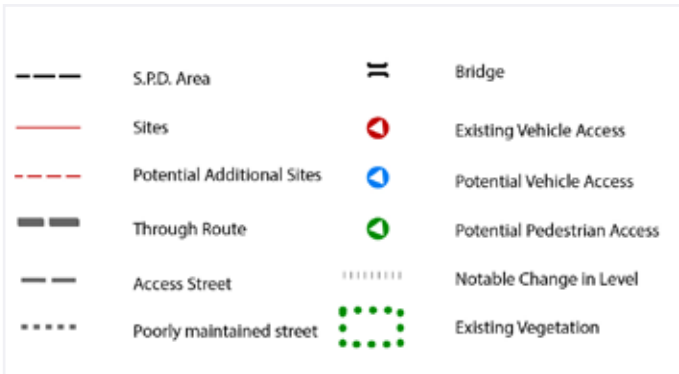 S.P.D. Area
Sites
Potential Additional Sites
Through Route
Access Street
Poorly maintained street
Bridge
Existing Vehicle Access
Potential Vehicle Access
Potential Pedestrian Access
Notable Change in Level
Existing Vegetation